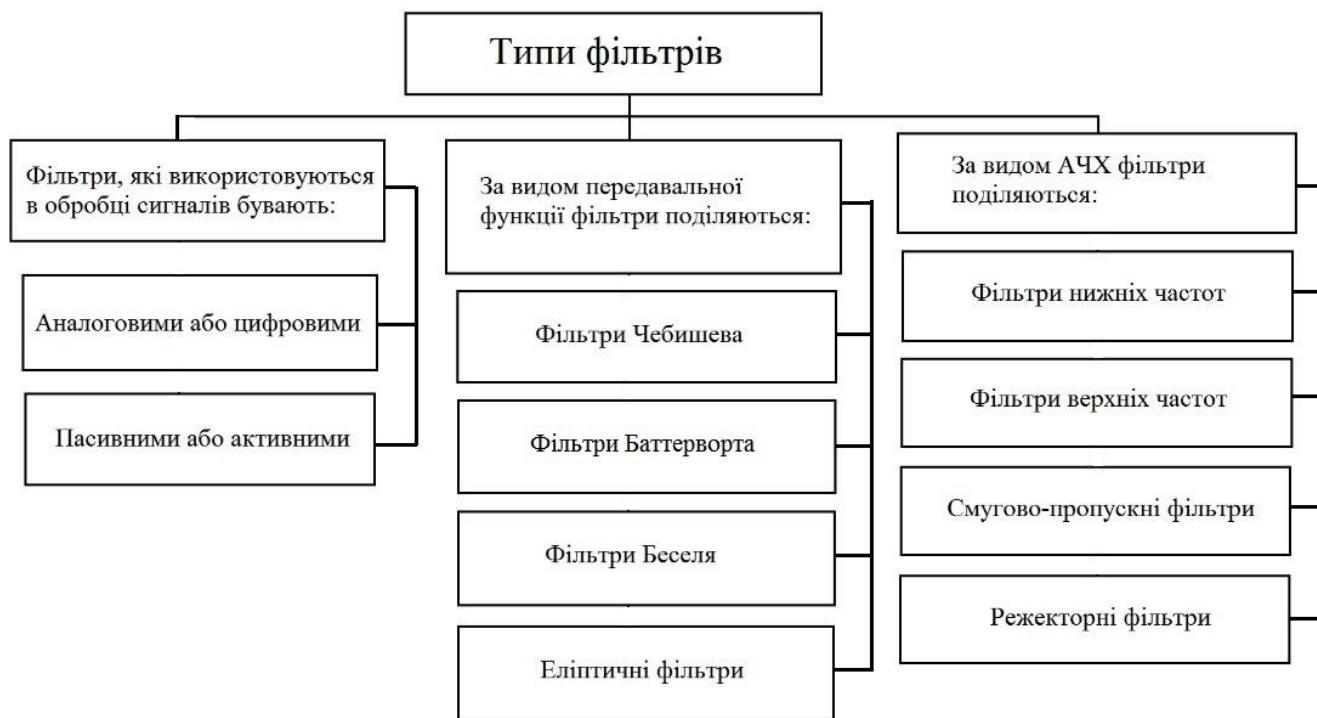 Типи фільтрів
Фільтри, які використовуються
в обробці сигналів бувають:
Аналоговими або цифровими
Пасивними або активними
За видом передавальної
функції фільтри поділяються:
Фільтри Чебишева
Фільтри Баттерворта
Фільтри Беселя
Еліптичні фільтри
За видом АЧХ фільтри
поділяються:
Фільтри нижніх частот
Фільтри верхніх частот
Смугово-пропускні фільтри
Режекторні фільтри